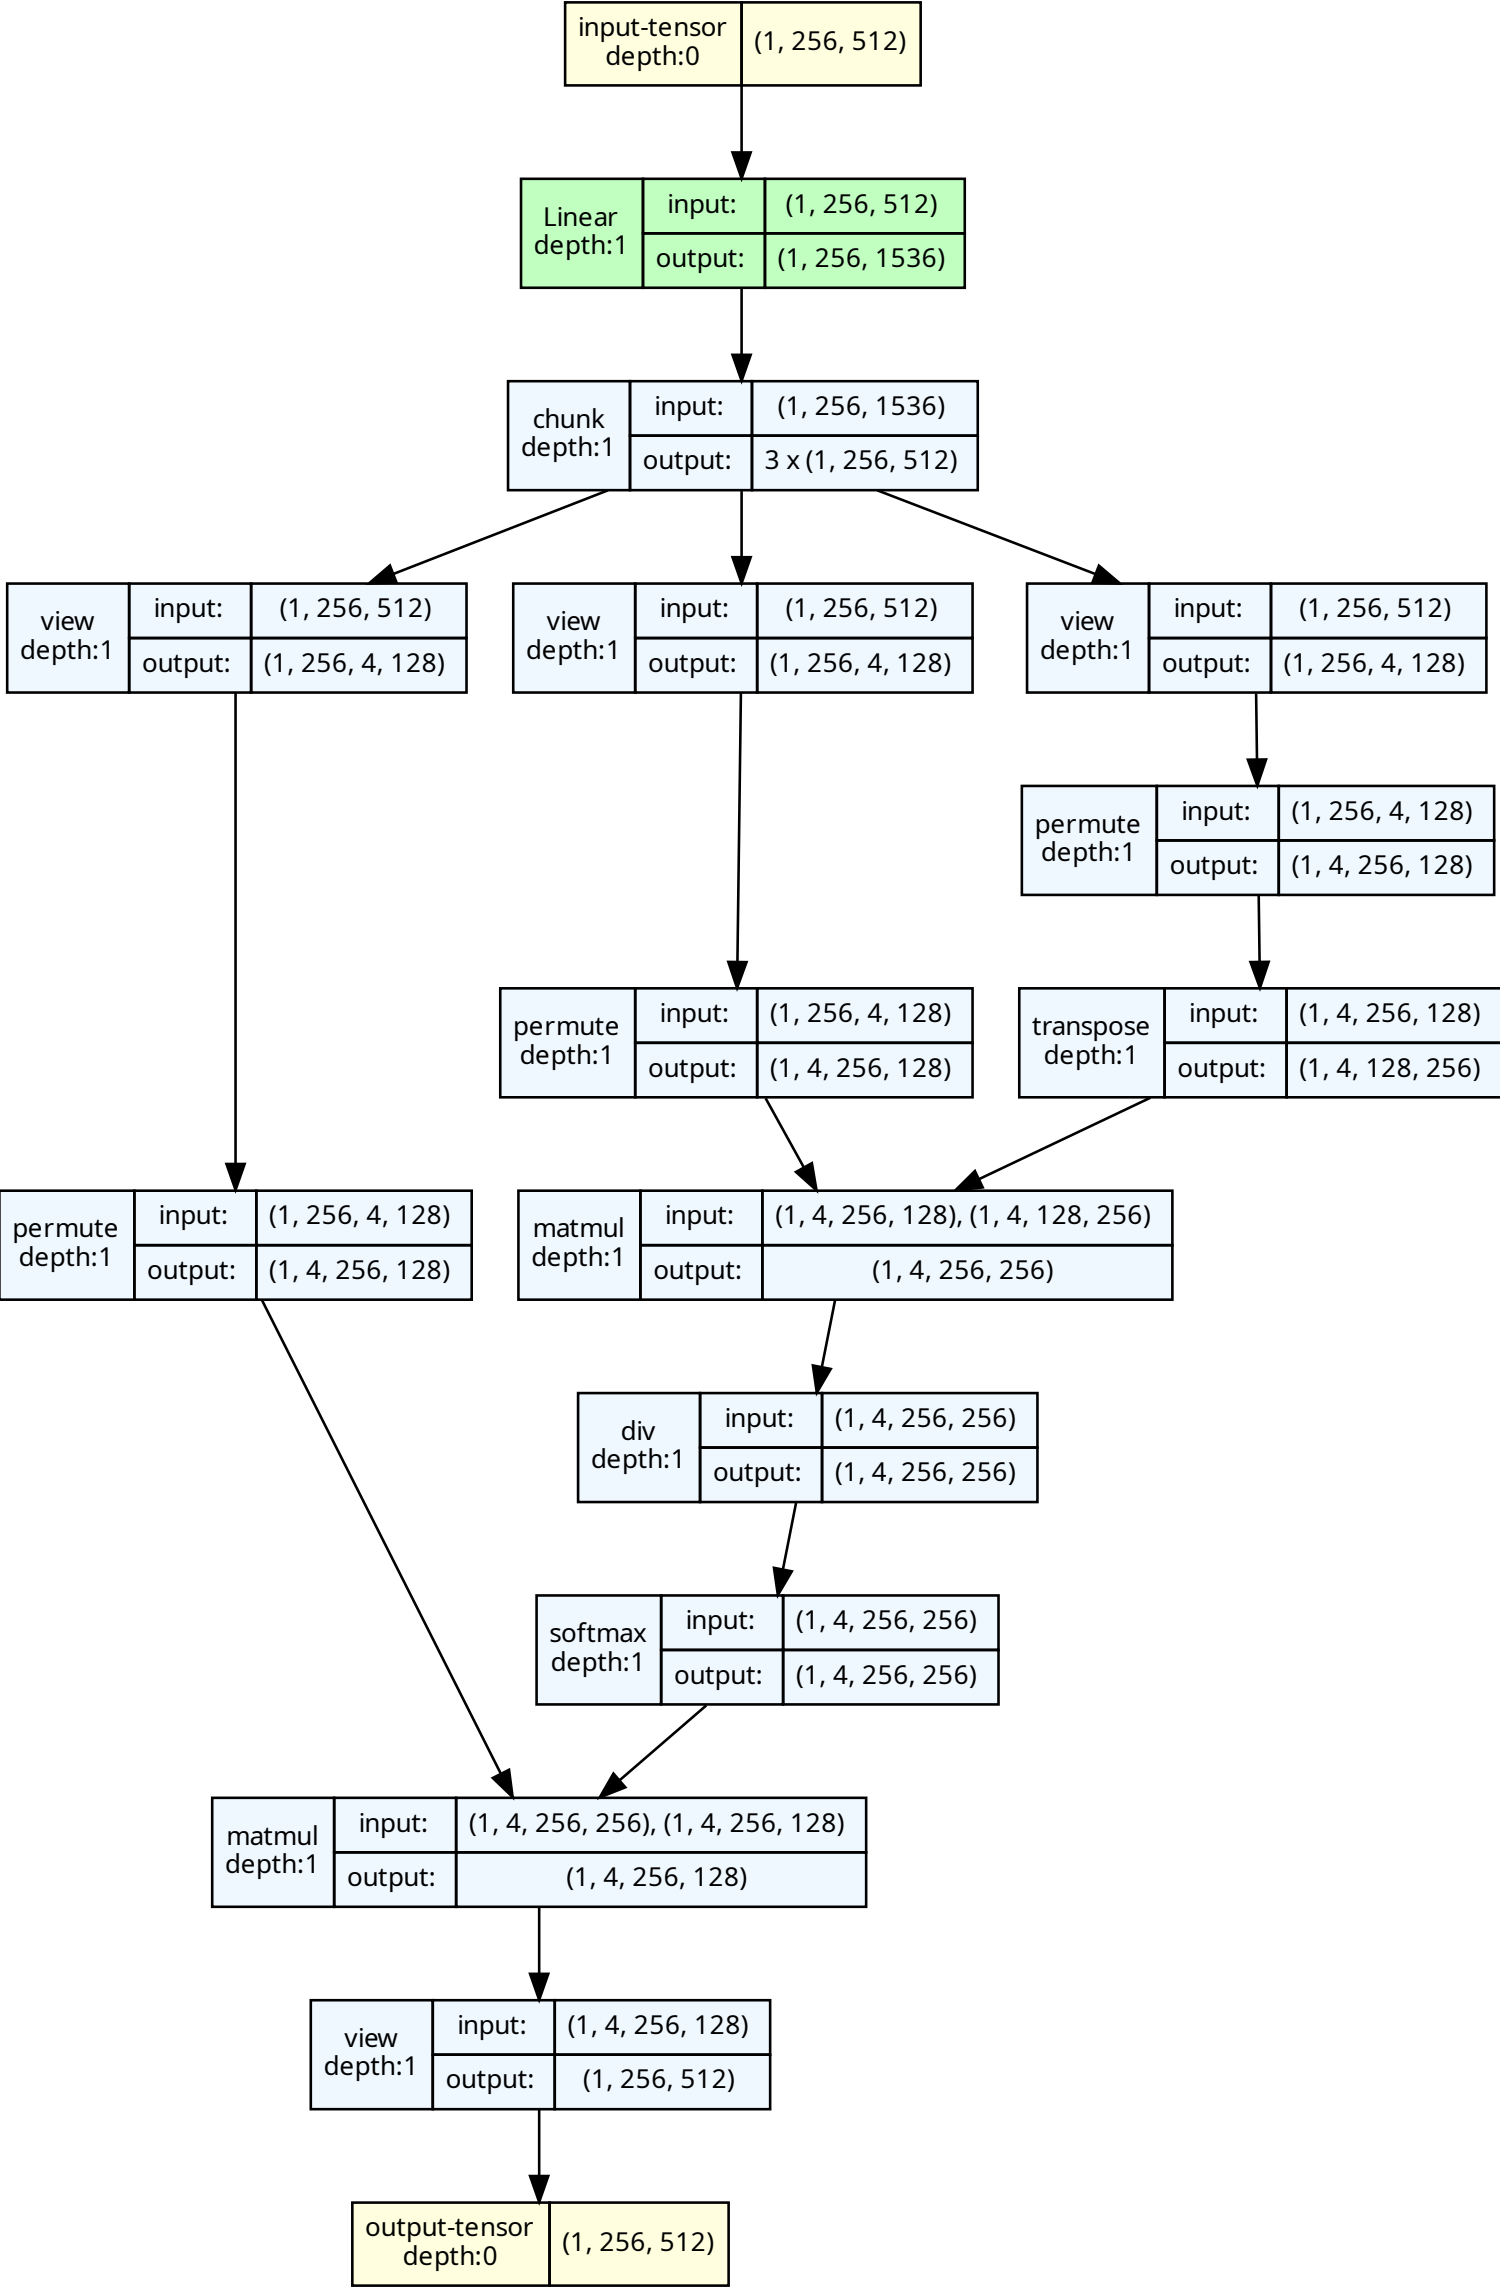 input-tensor
depth:0
(1, 256, 512)
Linear
depth:1
input:
(1, 256, 512)
output:
(1, 256, 1536)
chunk
depth:1
input:
(1, 256, 1536)
output:
3 x (1, 256, 512)
view
depth:1
input:
(1, 256, 512)
output:
(1, 256, 4, 128)
view
depth:1
input:
(1, 256, 512)
output:
(1, 256, 4, 128)
view
depth:1
input:
(1, 256, 512)
output:
(1, 256, 4, 128)
permute
depth:1
input:
(1, 256, 4, 128)
output:
(1, 4, 256, 128)
permute
depth:1
input:
(1, 256, 4, 128)
output:
(1, 4, 256, 128)
transpose
depth:1
input:
(1, 4, 256, 128)
output:
(1, 4, 128, 256)
permute
depth:1
input:
(1, 256, 4, 128)
output:
(1, 4, 256, 128)
matmul
depth:1
input:
(1, 4, 256, 128), (1, 4, 128, 256)
output:
(1, 4, 256, 256)
div
depth:1
input:
(1, 4, 256, 256)
output:
(1, 4, 256, 256)
softmax
depth:1
input:
(1, 4, 256, 256)
output:
(1, 4, 256, 256)
matmul
depth:1
input:
(1, 4, 256, 256), (1, 4, 256, 128)
output:
(1, 4, 256, 128)
view
depth:1
input:
(1, 4, 256, 128)
output:
(1, 256, 512)
output-tensor
depth:0
(1, 256, 512)